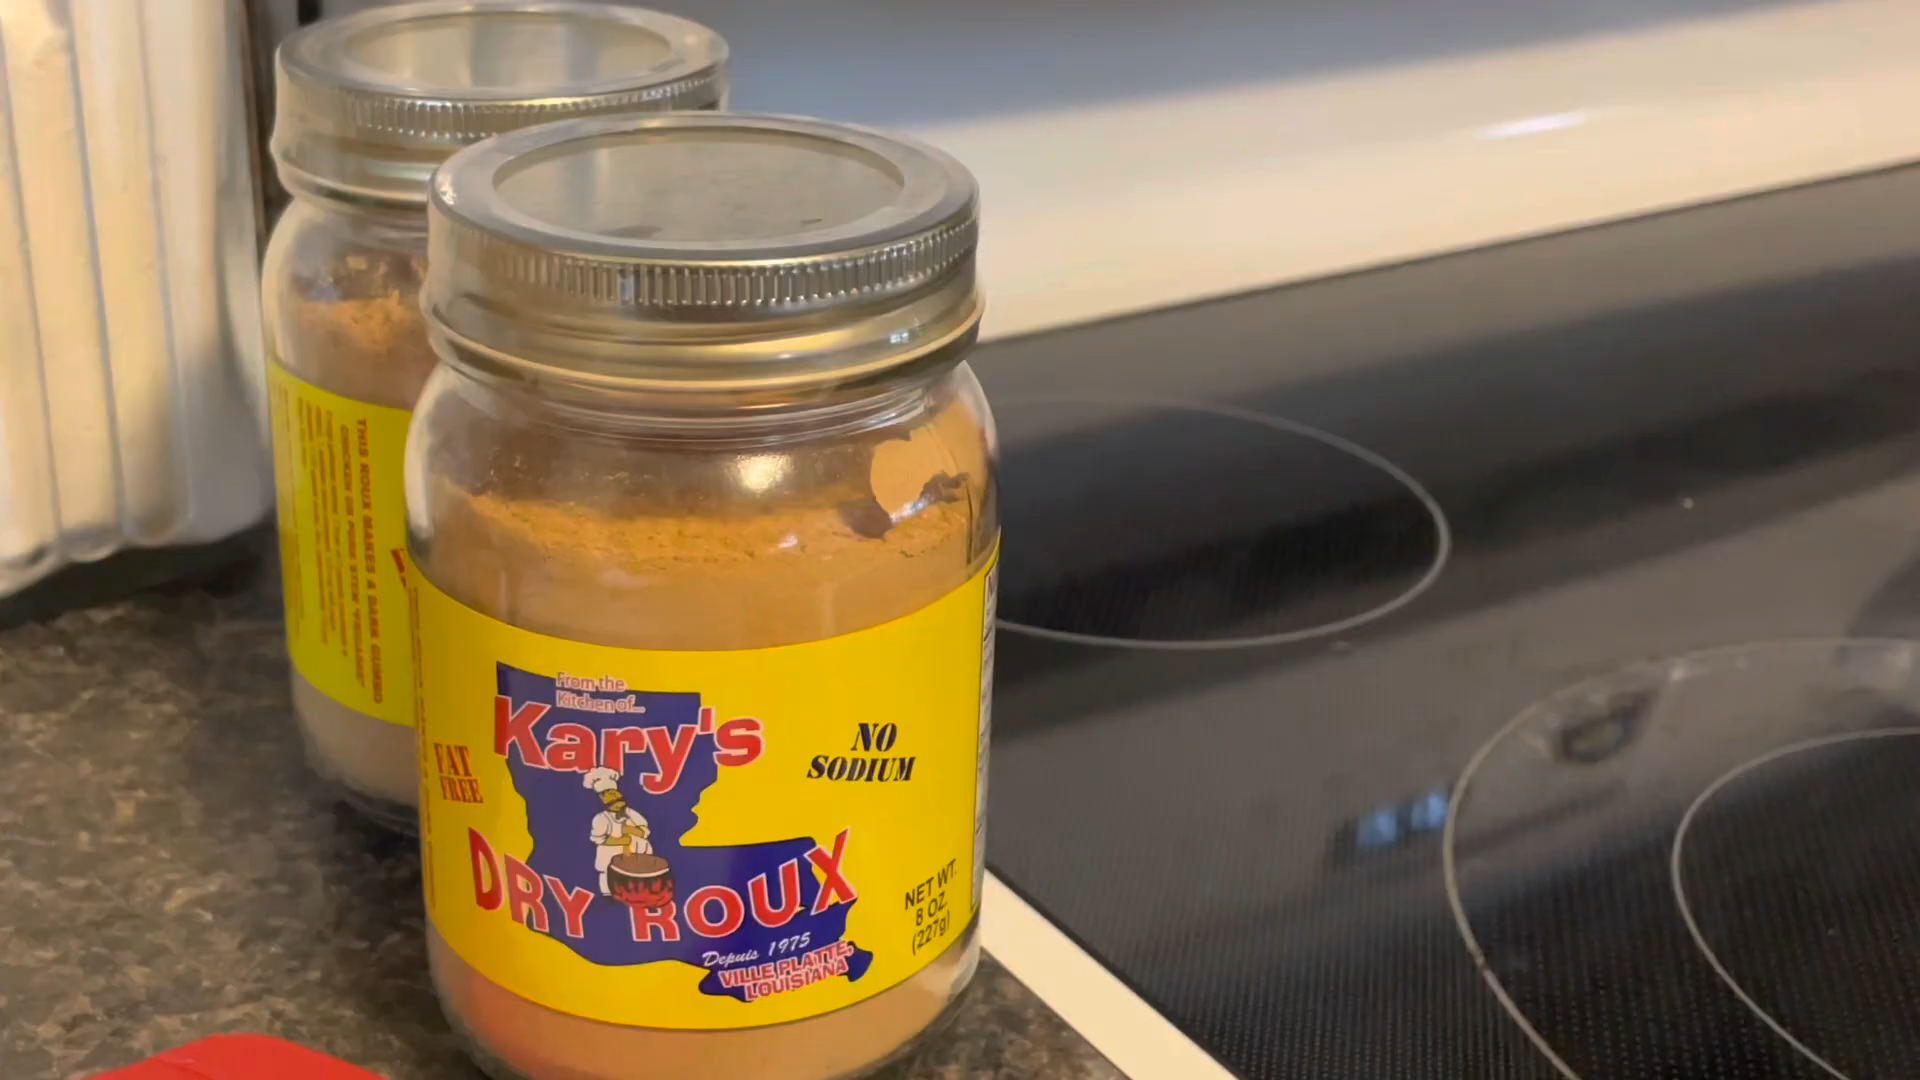 From the
Kitchen of...
Kary's
FAT
FREE
NO
SODIUM
DRY ROUX
Depuis 1975
VILLE PLATTE,
LOUISIANA
NET WT.
8 OZ.
(227g)
THIS ROUX MAKES A DARK GUMBO